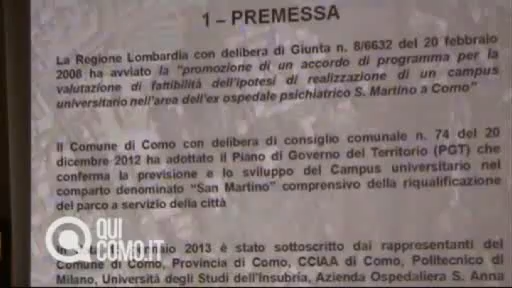 1 – PREMESSA
La Regione Lombardia con delibera di Giunta n. 8/6632 del 20 febbraio
2008 ha avviato la "promozione di un accordo di programma per la
valutazione di fattibilità dell'ipotesi di realizzazione di un campus
universitario nell'area dell'ex ospedale psichiatrico S. Martino a Como"
Il Comune di Como con delibera di consiglio comunale n. 74 del 20
dicembre 2012 ha adottato il Piano di Governo del Territorio (PGT) che
conferma la previsione e lo sviluppo del Campus universitario nel
comparto denominato "San Martino" comprensivo della riqualificazione
del parco a servizio della città
QUI
COMO.IT
In 2013 è stato sottoscritto dai rappresentanti del
Comune di Como, Provincia di Como, CCIAA di Como, Politecnico di
Milano, Università degli Studi dell'Insubria, Azienda Ospedaliera S. Anna